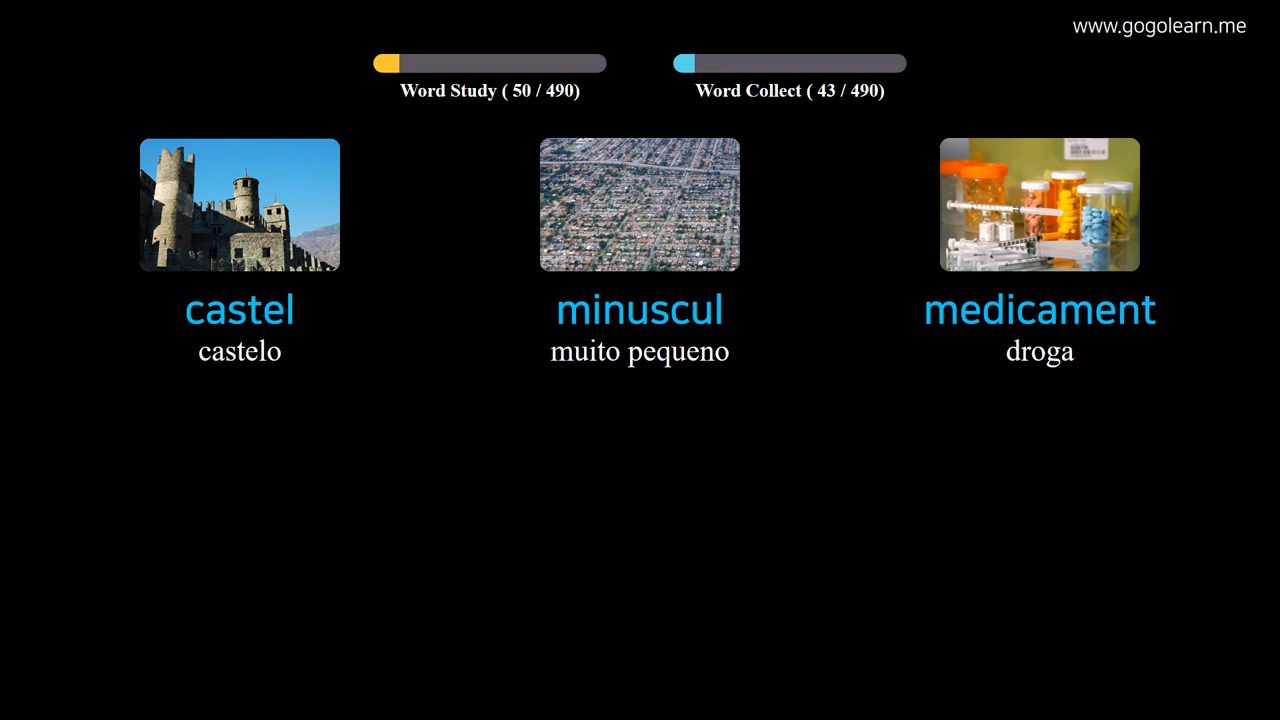 www.gogolearn.me
Word Study ( 50 / 490)
Word Collect ( 43 / 490)
castel
minuscul
medicament
castelo
muito pequeno
droga